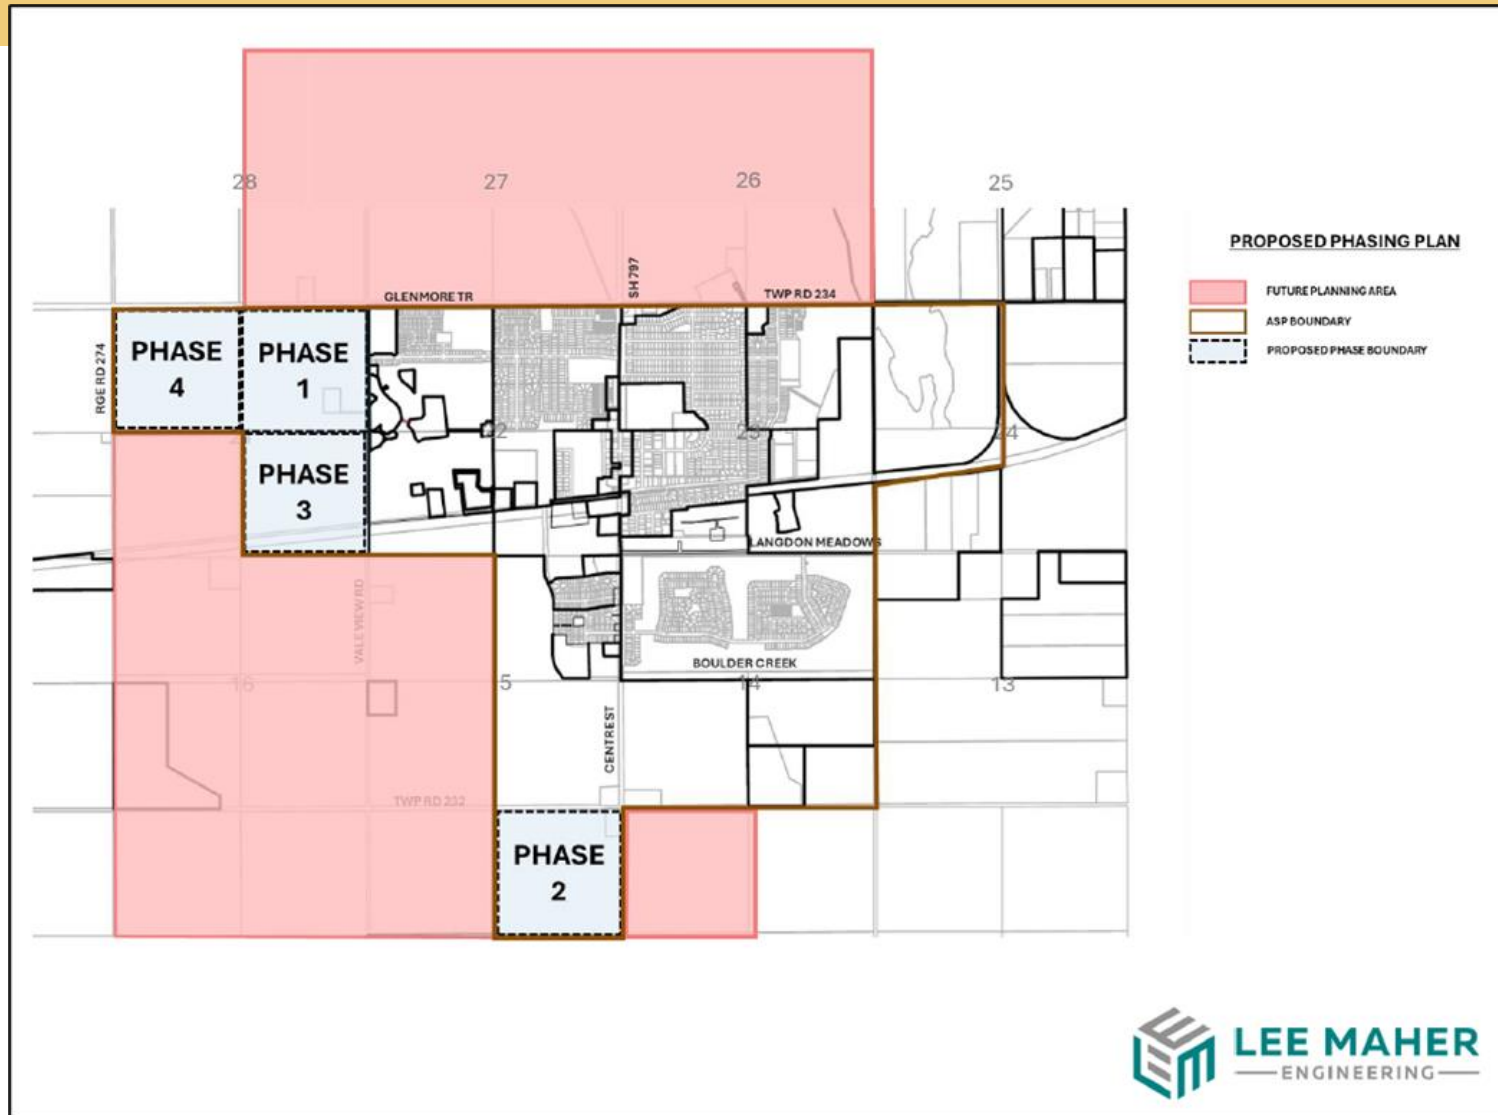 28
27
26
25
PROPOSED PHASING PLAN
FUTURE PLANNING AREA
ASP BOUNDARY
PROPOSED PHASE BOUNDARY
GLENMORE TR
SH 797
TWP RD 234
RGE RD 274
PHASE
4
PHASE
1
PHASE
3
23
24
LANGDON MEADOWS
VALE VIEW RD
BOULDER CREEK
16
14
13
CENTREST
TWP RD 232
PHASE
2
LEE MAHER
ENGINEERING